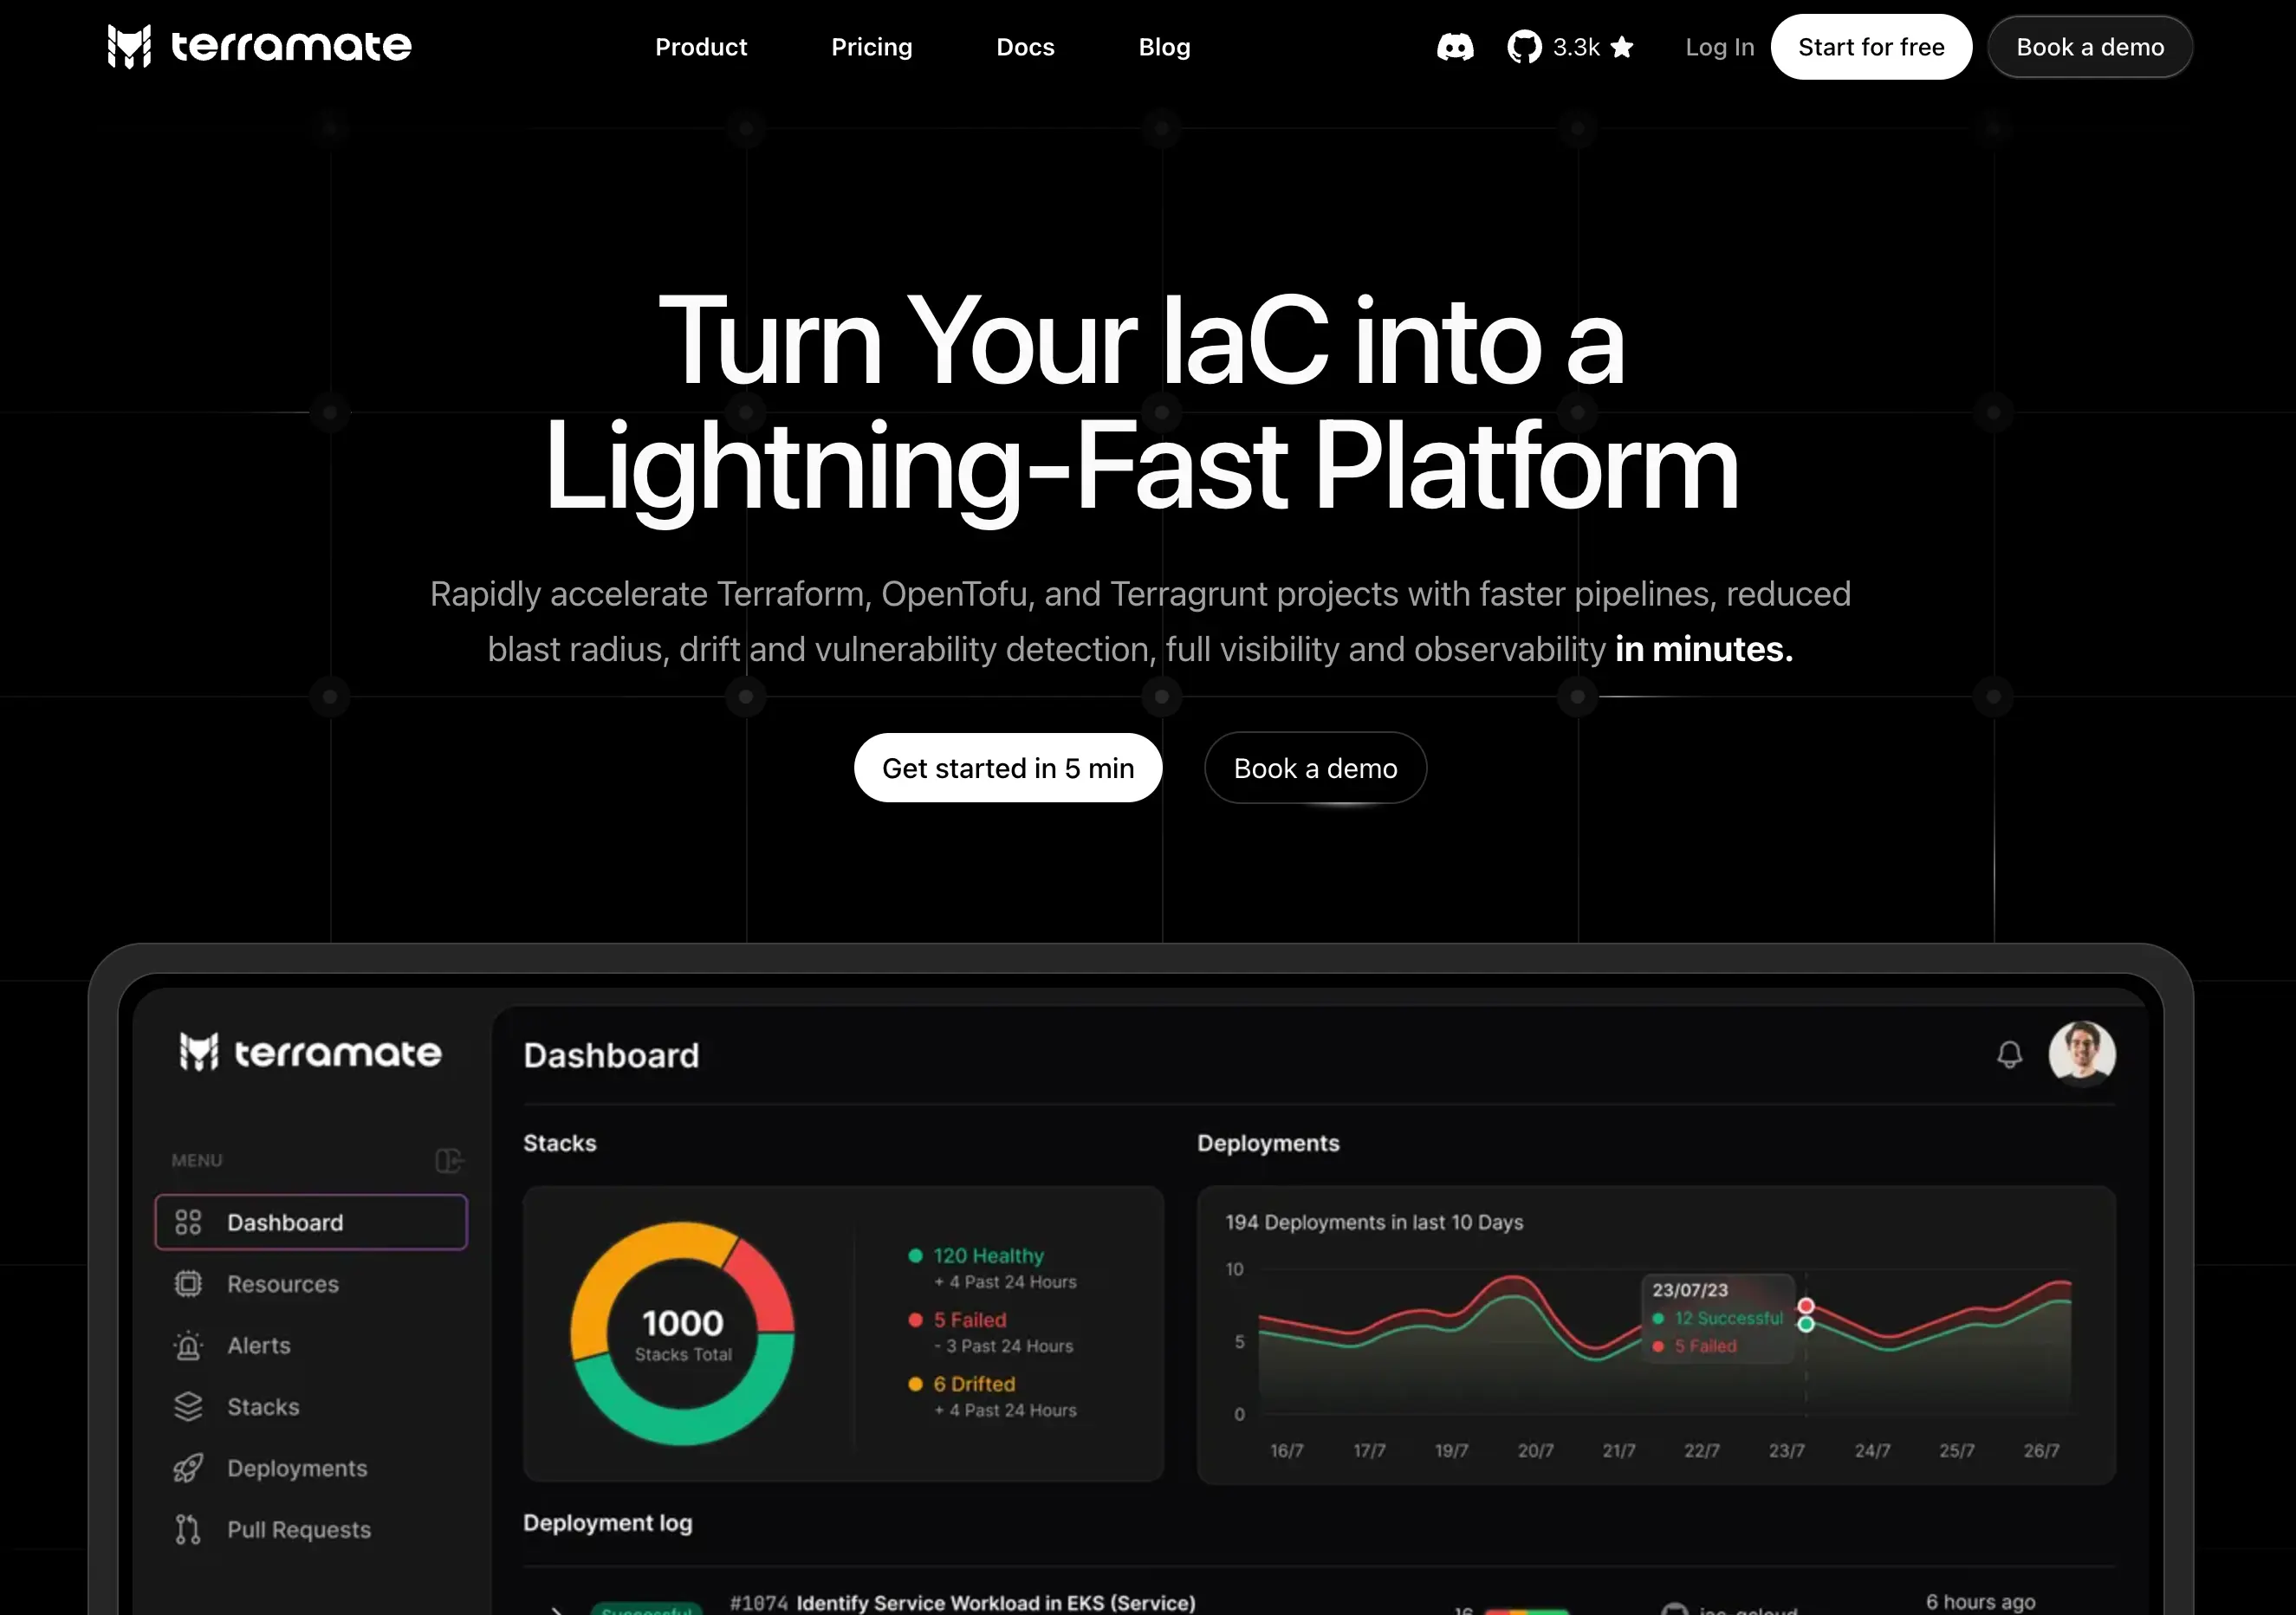 terramate
Product
Pricing
Docs
Blog
3.3k
Log In
Start for free
Book a demo
Turn Your IaC into a
Lightning-Fast Platform
Rapidly accelerate Terraform, OpenTofu, and Terragrunt projects with faster pipelines, reduced
blast radius, drift and vulnerability detection, full visibility and observability in minutes.
Get started in 5 min
Book a demo
terramate
MENU
Dashboard
Resources
Alerts
Stacks
Deployments
Pull Requests
Dashboard
Stacks
1000
Stacks Total
120 Healthy
+ 4 Past 24 Hours
5 Failed
- 3 Past 24 Hours
6 Drifted
+ 4 Past 24 Hours
Deployments
194 Deployments in last 10 Days
10
5
0
23/07/23
12 Successful
5 Failed
16/7
17/7
19/7
20/7
21/7
22/7
23/7
24/7
25/7
26/7
Deployment log
Successful
#1074 Identify Service Workload in EKS (Service)
16
6 hours ago